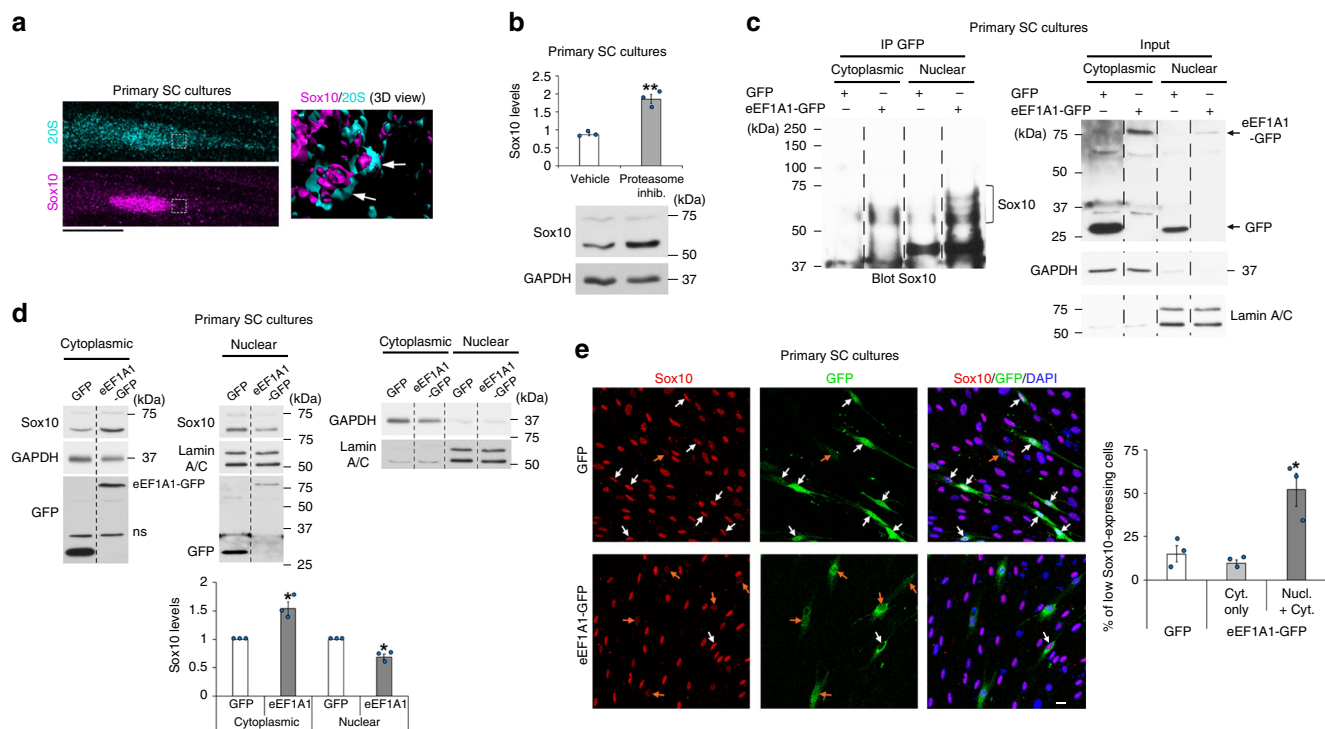 a
Primary SC cultures
20S
Sox10
Sox10/20S (3D view)
b
Primary SC cultures
Sox10 levels
2.5
2
1.5
1
0.5
0
**
Vehicle
Proteasome
inhib.
(kDa)
Sox10
75
50
GAPDH
37
c
Primary SC cultures
IP GFP
Cytoplasmic
Nuclear
GFP
+
+
eEF1A1-GFP
+
+
(kDa)
250
150
100
75
50
37
Sox10
Blot Sox10
Input
Cytoplasmic
Nuclear
GFP
+
+
eEF1A1-GFP
+
+
(kDa)
75
50
37
25
eEF1A1
-GFP
GFP
GAPDH
37
75
50
Lamin A/C
d
Primary SC cultures
Cytoplasmic
GFP
eEF1A1
-GFP
(kDa)
Sox10
75
50
GAPDH
37
GFP
eEF1A1-GFP
ns
Nuclear
GFP
eEF1A1
-GFP
(kDa)
Sox10
75
Lamin
A/C
75
50
75
50
37
25
GFP
Cytoplasmic
Nuclear
GFP
eEF1A1
-GFP
GFP
eEF1A1
-GFP
(kDa)
GAPDH
37
Lamin
A/C
75
50
Sox10 levels
2
1.5
1
0.5
0
*
*
GFP
eEF1A1
GFP
eEF1A1
Cytoplasmic
Nuclear
e
Primary SC cultures
Sox10
GFP
Sox10/GFP/DAPI
GFP
eEF1A1-GFP
% of low Sox10-expressing cells
75
50
25
0
*
GFP
Cyt.
only
Nucl.
+ Cyt.
eEF1A1-GFP